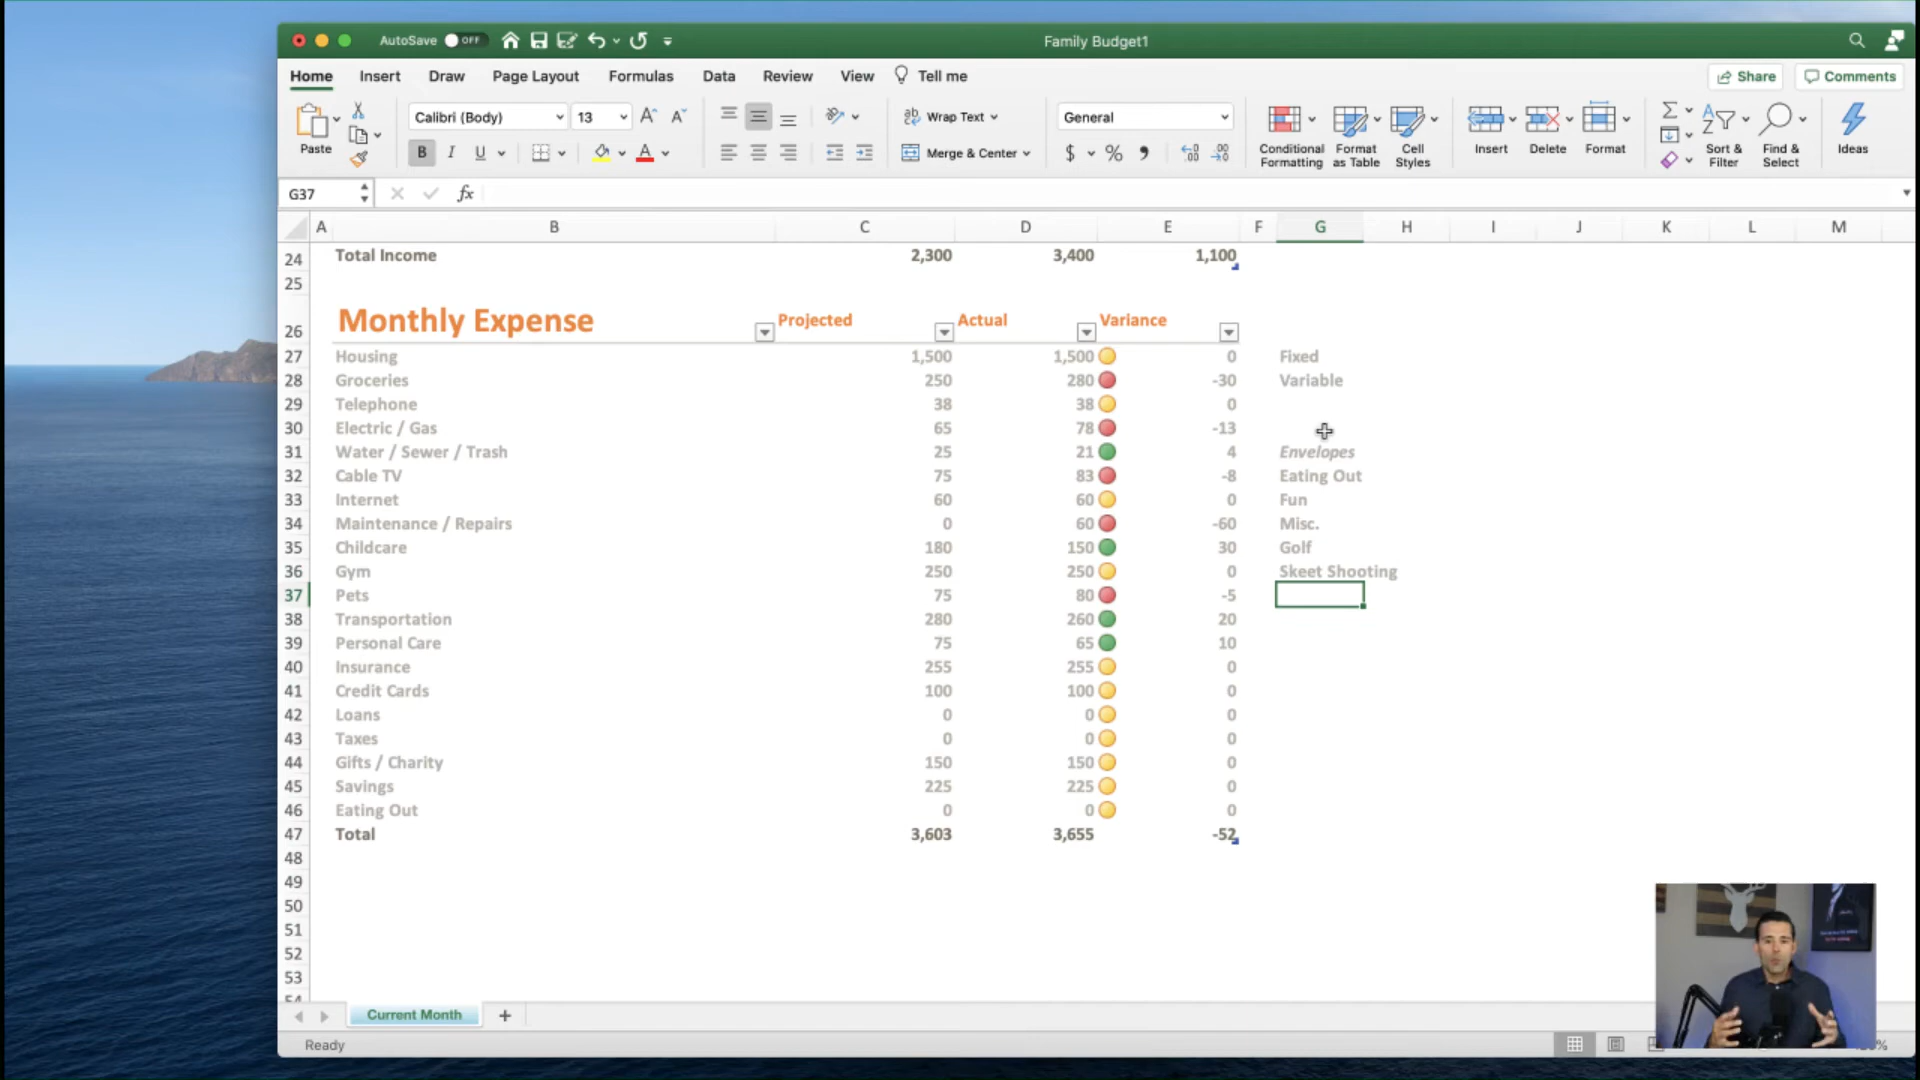 AutoSave OFF
Family Budget1
Home Insert Draw Page Layout Formulas Data Review View Tell me Share Comments
Paste
Calibri (Body) 13
B I U
Wrap Text
Merge & Center
General
$ %
Conditional Formatting
Format as Table
Cell Styles
Insert
Delete
Format
Sort & Filter
Find & Select
Ideas
G37 fx
A B C D E F G H I J K L M
24 Total Income 2,300 3,400 1,100
25
26 Monthly Expense Projected Actual Variance
27 Housing 1,500 1,500 0 Fixed
28 Groceries 250 280 -30 Variable
29 Telephone 38 38 0
30 Electric / Gas 65 78 -13
31 Water / Sewer / Trash 25 21 4 Envelopes
32 Cable TV 75 83 -8 Eating Out
33 Internet 60 60 0 Fun
34 Maintenance / Repairs 0 60 -60 Misc.
35 Childcare 180 150 30 Golf
36 Gym 250 250 0 Skeet Shooting
37 Pets 75 80 -5
38 Transportation 280 260 20
39 Personal Care 75 65 10
40 Insurance 255 255 0
41 Credit Cards 100 100 0
42 Loans 0 0 0
43 Taxes 0 0 0
44 Gifts / Charity 150 150 0
45 Savings 225 225 0
46 Eating Out 0 0 0
47 Total 3,603 3,655 -52
48
49
50
51
52
53
54
Current Month
Ready